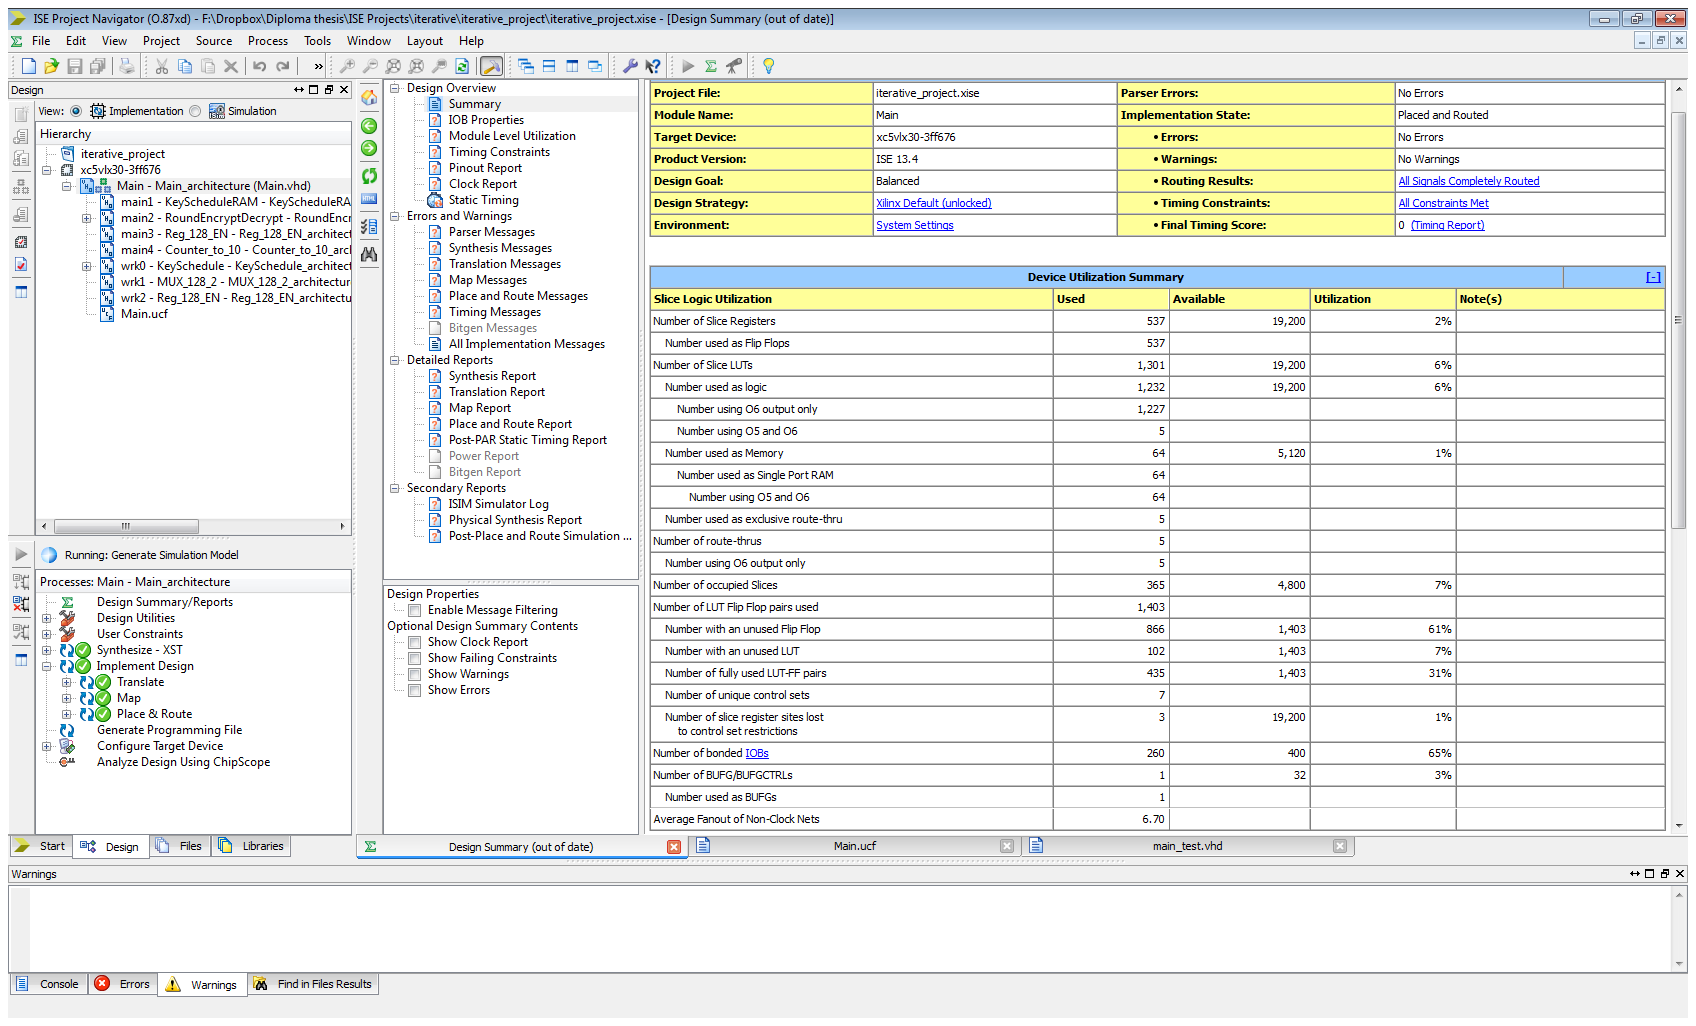 ISE Project Navigator (O.87xd) - F:\Dropbox\Diploma thesis\ISE Projects\iterative\iterative_project\iterative_project.xise - [Design Summary (out of date)]
File Edit View Project Source Process Tools Window Layout Help
»
Design
View: Implementation Simulation
Hierarchy
iterative_project
xc5vlx30-3ff676
Main - Main_architecture (Main.vhd)
main1 - KeyScheduleRAM - KeyScheduleRA
main2 - RoundEncryptDecrypt - RoundEncr
main3 - Reg_128_EN - Reg_128_EN_architect
main4 - Counter_to_10 - Counter_to_10_arc
wrk0 - KeySchedule - KeySchedule_architect
wrk1 - MUX_128_2 - MUX_128_2_architectur
wrk2 - Reg_128_EN - Reg_128_EN_architectu
Main.ucf
Running: Generate Simulation Model
Processes: Main - Main_architecture
Design Summary/Reports
Design Utilities
User Constraints
Synthesize - XST
Implement Design
Translate
Map
Place & Route
Generate Programming File
Configure Target Device
Analyze Design Using ChipScope
Start Design Files Libraries
Design Overview
Summary
IOB Properties
Module Level Utilization
Timing Constraints
Pinout Report
Clock Report
Static Timing
Errors and Warnings
Parser Messages
Synthesis Messages
Translation Messages
Map Messages
Place and Route Messages
Timing Messages
Bitgen Messages
All Implementation Messages
Detailed Reports
Synthesis Report
Translation Report
Map Report
Place and Route Report
Post-PAR Static Timing Report
Power Report
Bitgen Report
Secondary Reports
ISIM Simulator Log
Physical Synthesis Report
Post-Place and Route Simulation ...
Design Properties
Enable Message Filtering
Optional Design Summary Contents
Show Clock Report
Show Failing Constraints
Show Warnings
Show Errors
Project File: iterative_project.xise Parser Errors: No Errors
Module Name: Main Implementation State: Placed and Routed
Target Device: xc5vlx30-3ff676 • Errors: No Errors
Product Version: ISE 13.4 • Warnings: No Warnings
Design Goal: Balanced • Routing Results: All Signals Completely Routed
Design Strategy: Xilinx Default (unlocked) • Timing Constraints: All Constraints Met
Environment: System Settings • Final Timing Score: 0 (Timing Report)
Device Utilization Summary [-]
Slice Logic Utilization Used Available Utilization Note(s)
Number of Slice Registers 537 19,200 2%
Number used as Flip Flops 537
Number of Slice LUTs 1,301 19,200 6%
Number used as logic 1,232 19,200 6%
Number using O6 output only 1,227
Number using O5 and O6 5
Number used as Memory 64 5,120 1%
Number used as Single Port RAM 64
Number using O5 and O6 64
Number used as exclusive route-thru 5
Number of route-thrus 5
Number using O6 output only 5
Number of occupied Slices 365 4,800 7%
Number of LUT Flip Flop pairs used 1,403
Number with an unused Flip Flop 866 1,403 61%
Number with an unused LUT 102 1,403 7%
Number of fully used LUT-FF pairs 435 1,403 31%
Number of unique control sets 7
Number of slice register sites lost 3 19,200 1%
to control set restrictions
Number of bonded IOBs 260 400 65%
Number of BUFG/BUFGCTRLs 1 32 3%
Number used as BUFGs 1
Average Fanout of Non-Clock Nets 6.70
Design Summary (out of date) Main.ucf main_test.vhd
Warnings
Console Errors Warnings Find in Files Results